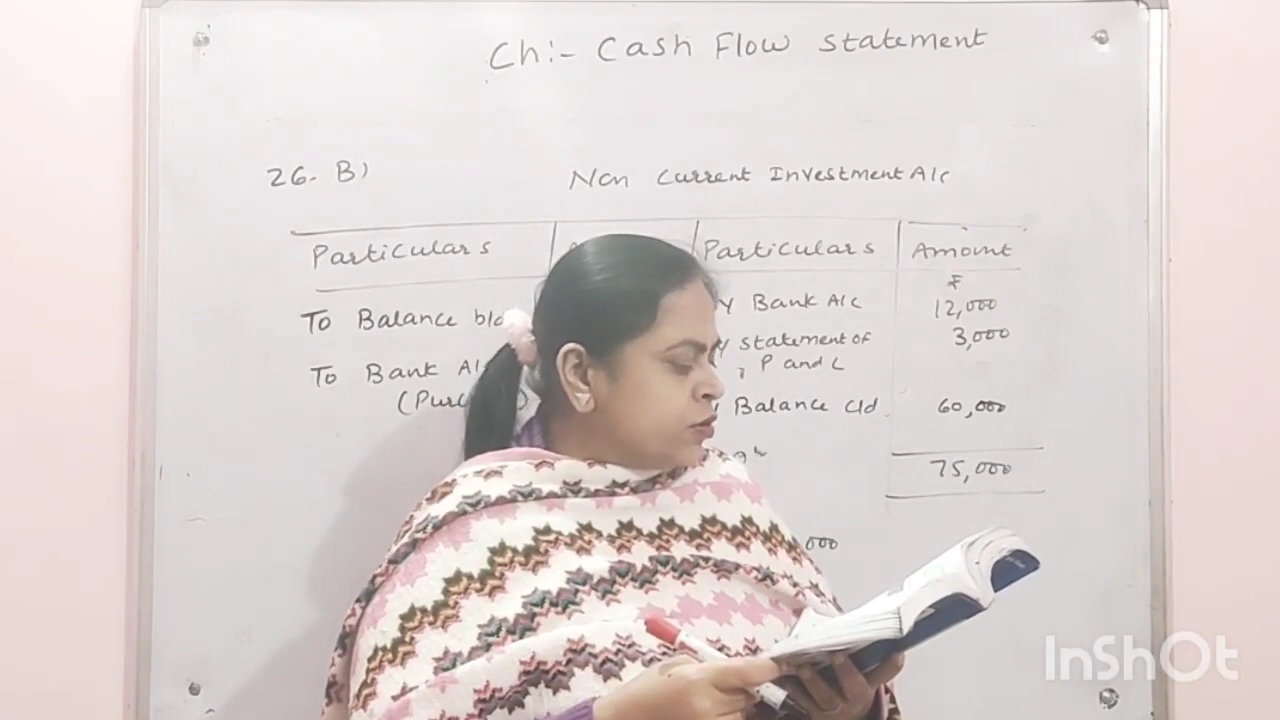 Ch:- Cash Flow Statement
26. B)
Non Current Investment A/c
Particulars Particulars Amount
₹
To Balance b/d Bank A/c 12,000
statement of 3,000
P and L
To Bank
Balance c/d 60,000
75,000
000
InShOt